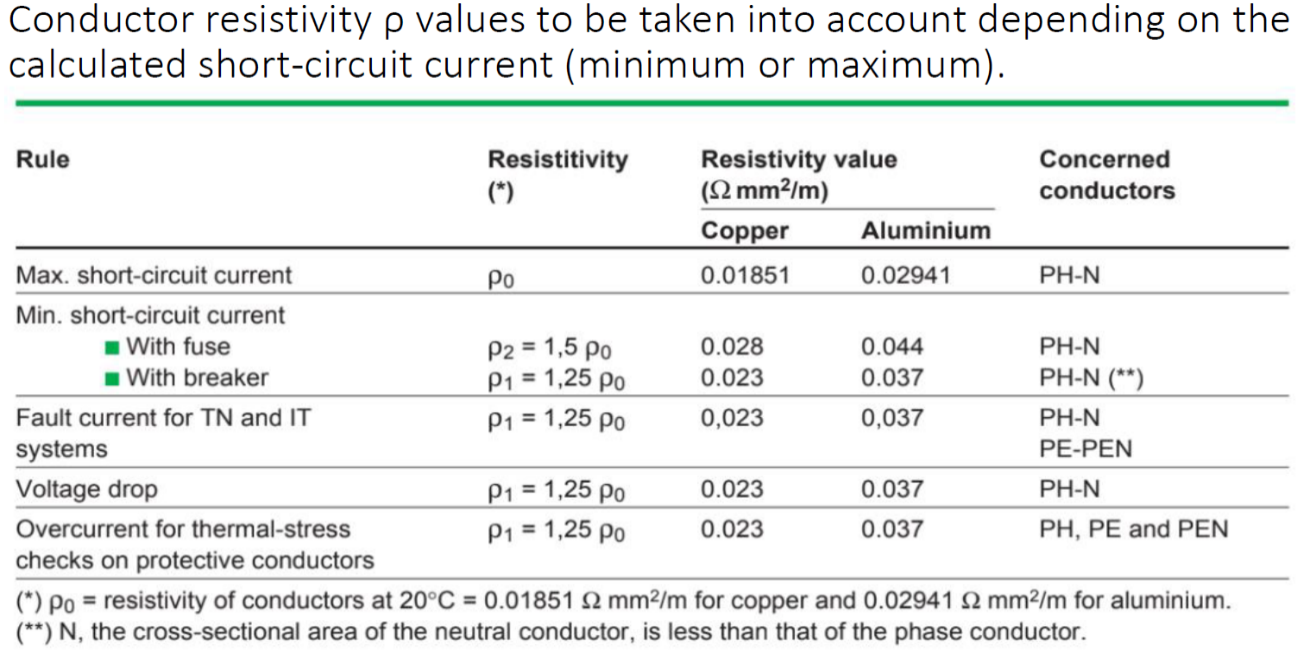 Conductor resistivity ρ values to be taken into account depending on the
calculated short-circuit current (minimum or maximum).
Rule Resistitivity Resistivity value Concerned
(*) (Ω mm²/m) conductors
Copper Aluminium
Max. short-circuit current ρ₀ 0.01851 0.02941 PH-N
Min. short-circuit current
■ With fuse ρ₂ = 1,5 ρ₀ 0.028 0.044 PH-N
■ With breaker ρ₁ = 1,25 ρ₀ 0.023 0.037 PH-N (**)
Fault current for TN and IT ρ₁ = 1,25 ρ₀ 0,023 0,037 PH-N
systems PE-PEN
Voltage drop ρ₁ = 1,25 ρ₀ 0.023 0.037 PH-N
Overcurrent for thermal-stress ρ₁ = 1,25 ρ₀ 0.023 0.037 PH, PE and PEN
checks on protective conductors
(*) ρ₀ = resistivity of conductors at 20°C = 0.01851 Ω mm²/m for copper and 0.02941 Ω mm²/m for aluminium.
(**) N, the cross-sectional area of the neutral conductor, is less than that of the phase conductor.